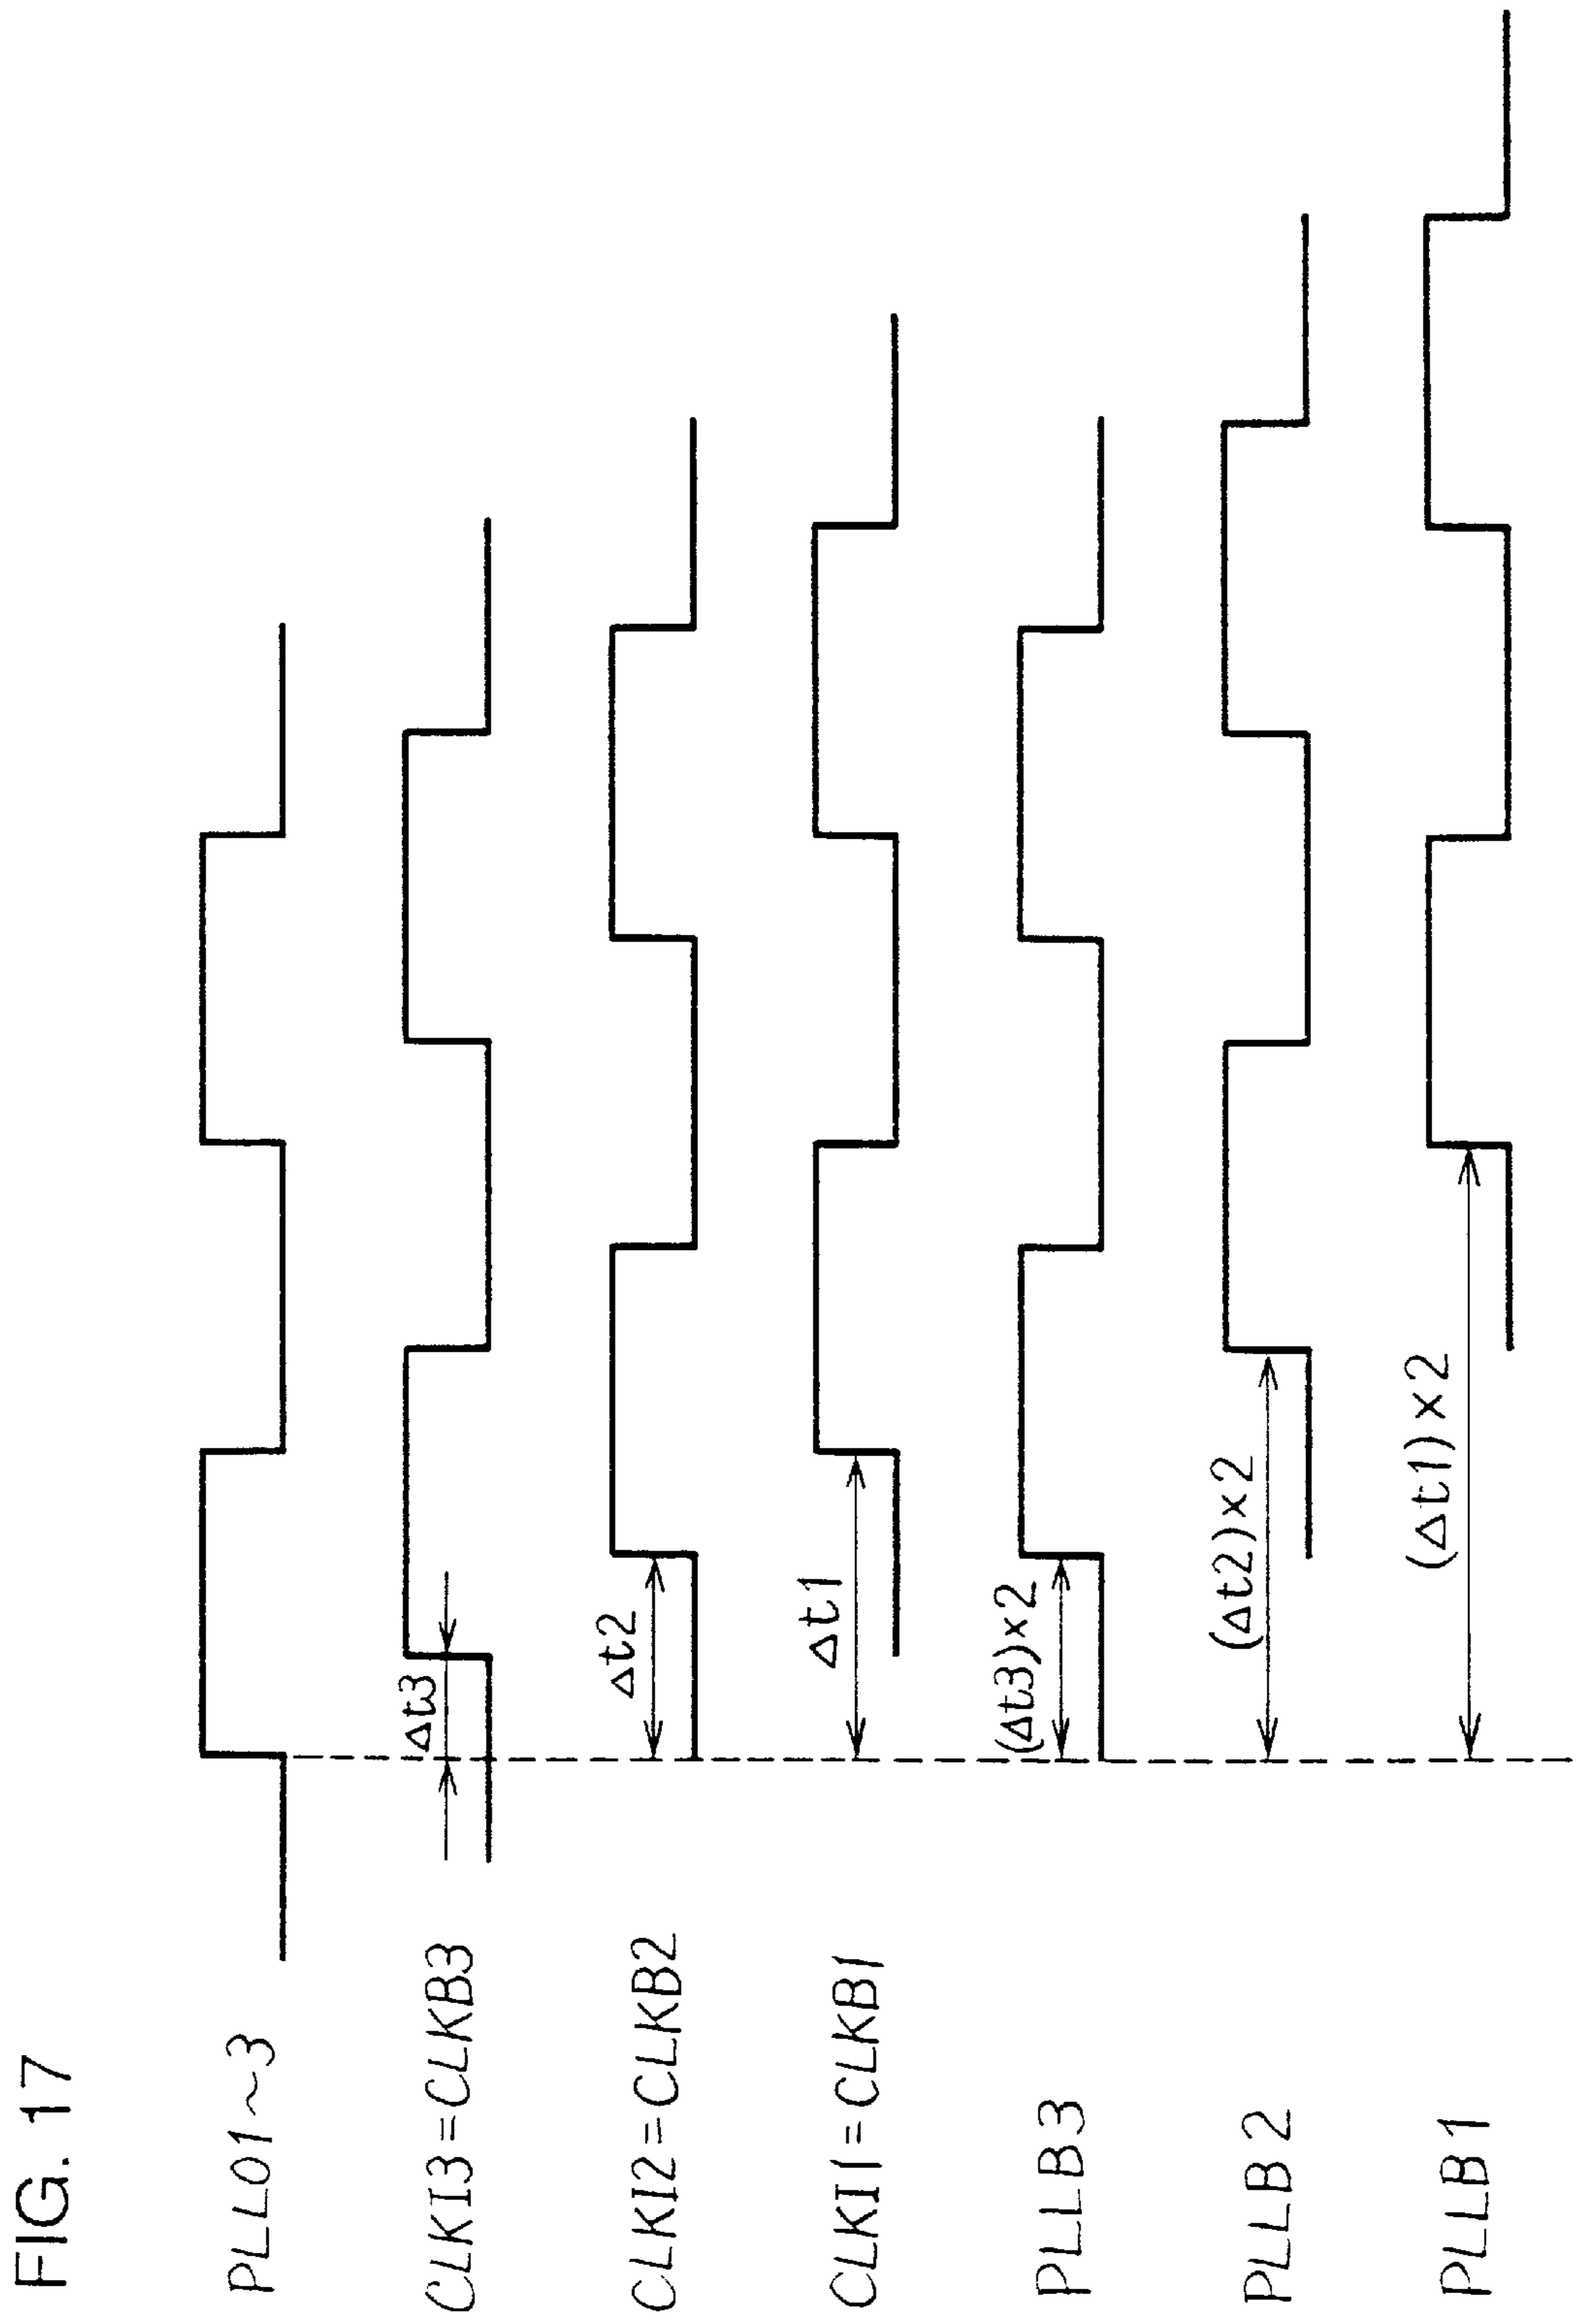 FIG. 17
PLLO1~3
CLKI3=CLKB3
Δt3
CLKI2=CLKB2
Δt2
CLKI1=CLKB1
Δt1
PLLB3
(Δt3)×2
PLLB2
(Δt2)×2
PLLB1
(Δt1)×2